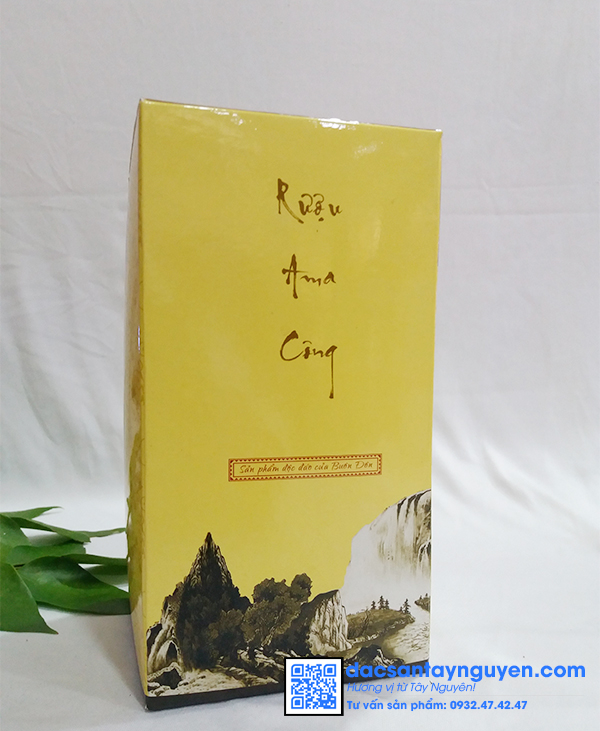 Rượu
Ama
Công
Sản phẩm độc đáo của Buôn Đôn
dacsantaynguyen.com
Hương vị từ Tây Nguyên!
Tư vấn sản phẩm: 0932.47.42.47